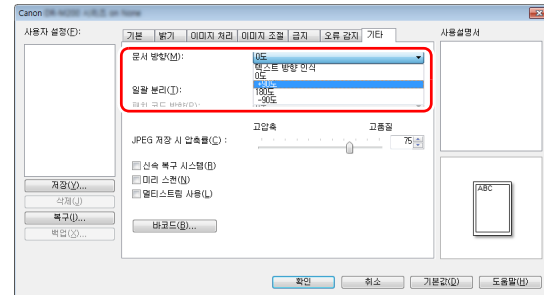 Canon on None
사용자 설정(F):
기본 밝기 이미지 처리 이미지 조절 급지 오류 감지 기타
사용설명서
문서 방향(M):
0도
텍스트 방향 인식
0도
+90도
180도
-90도
일괄 분리(T):
고압축 고품질
JPEG 저장 시 압축률(C) :
75
신속 복구 시스템(R)
미리 스캔(N)
멀티스트림 사용(L)
바코드(B)...
저장(Y)...
삭제(J)
복구(I)...
백업(X)...
ABC
확인 취소 기본값(D) 도움말(H)